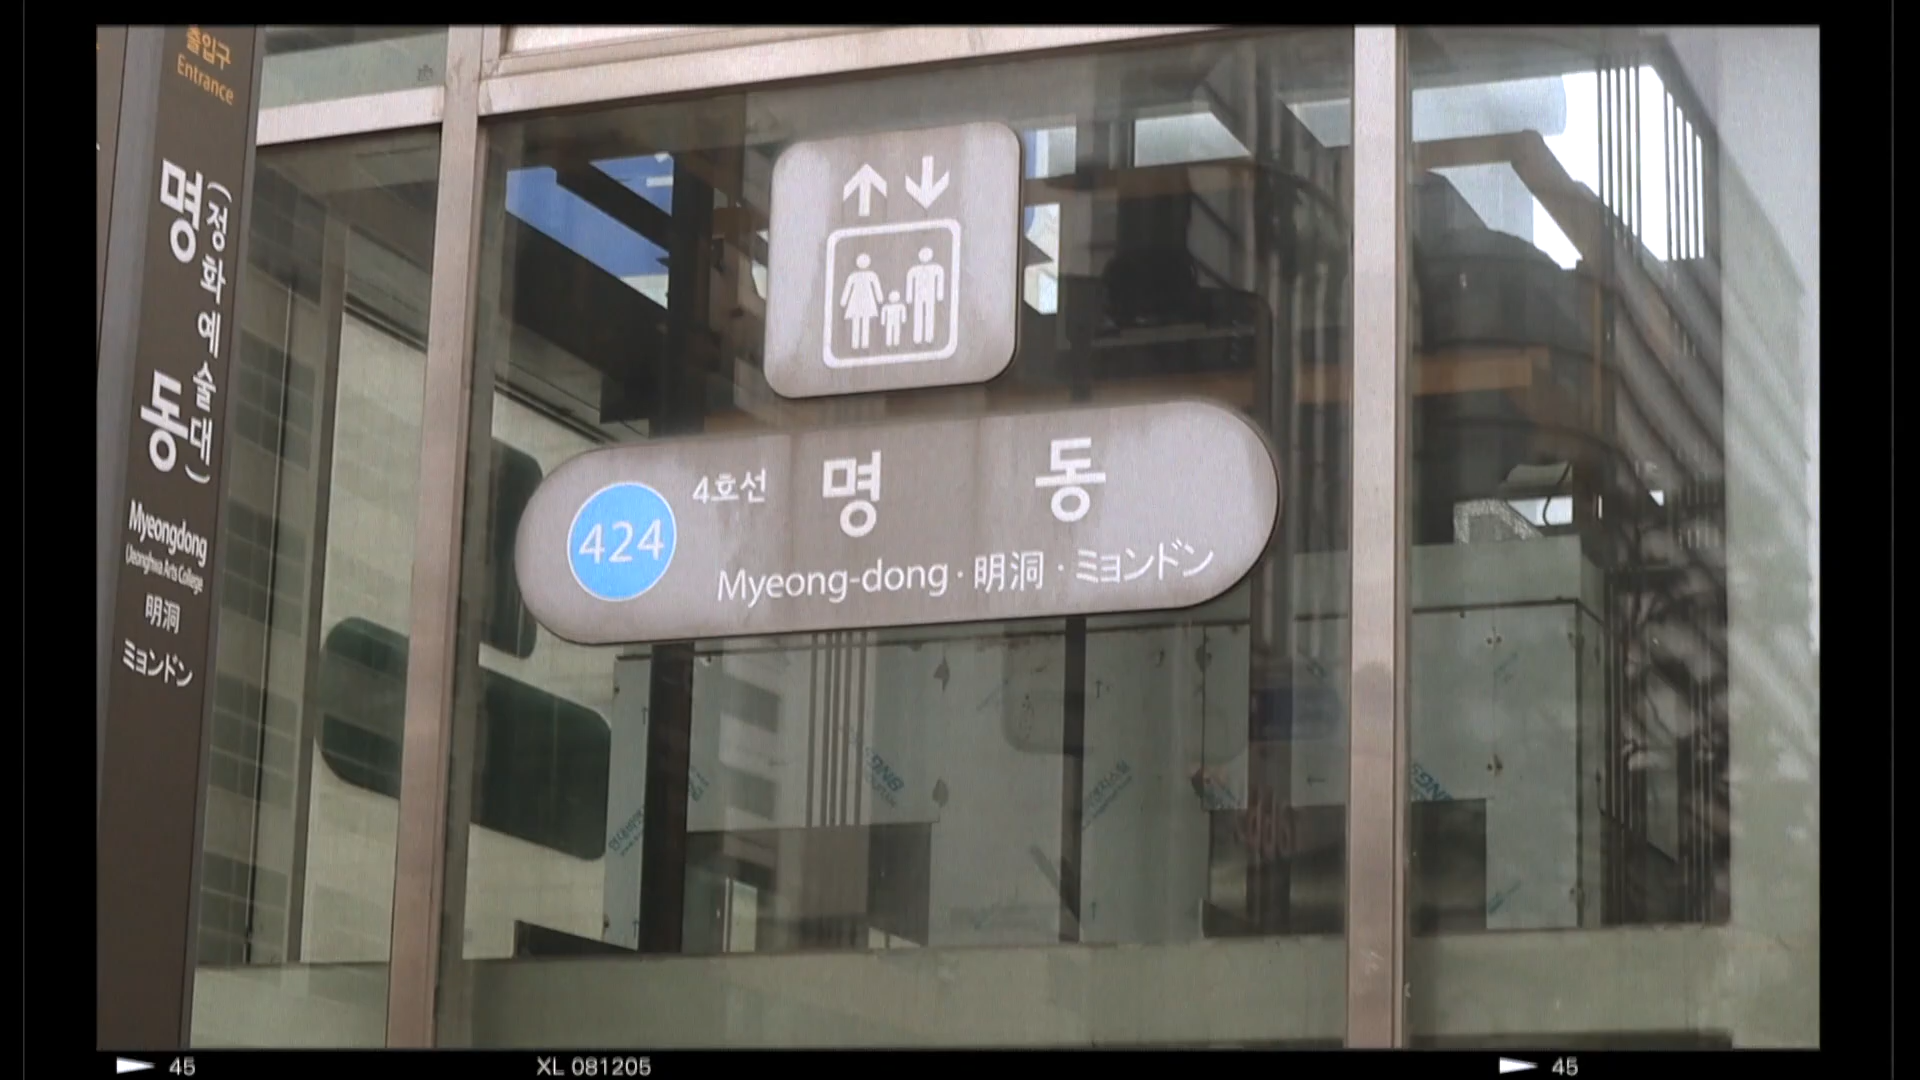 출입구
Entrance
명동
(정화예술대)
Myeongdong
(Jeonghwa Arts College
明洞
ミョンドン
424
4호선
명 동
Myeong-dong · 明洞 · ミョンドン
45
XL 081205
45